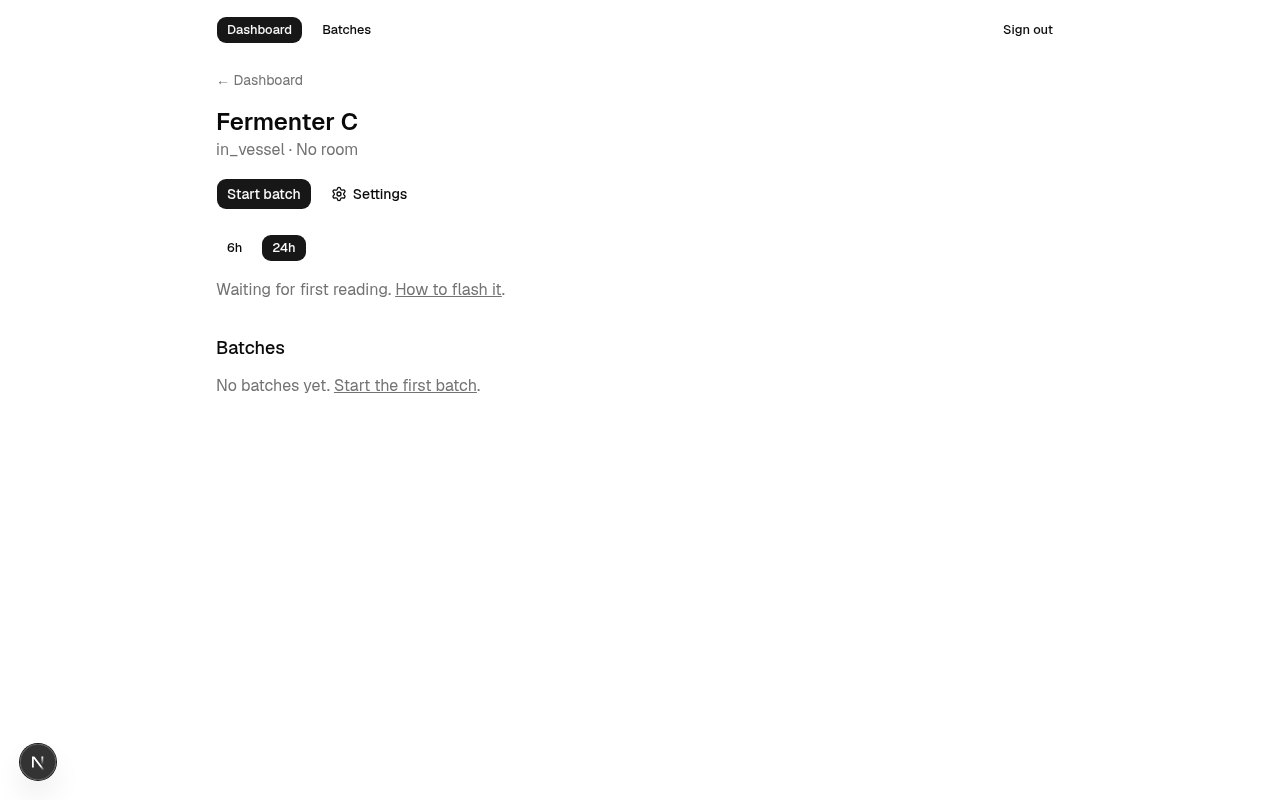 Dashboard Batches Sign out
← Dashboard
Fermenter C
in_vessel · No room
Start batch Settings
6h 24h
Waiting for first reading. How to flash it.
Batches
No batches yet. Start the first batch.
N